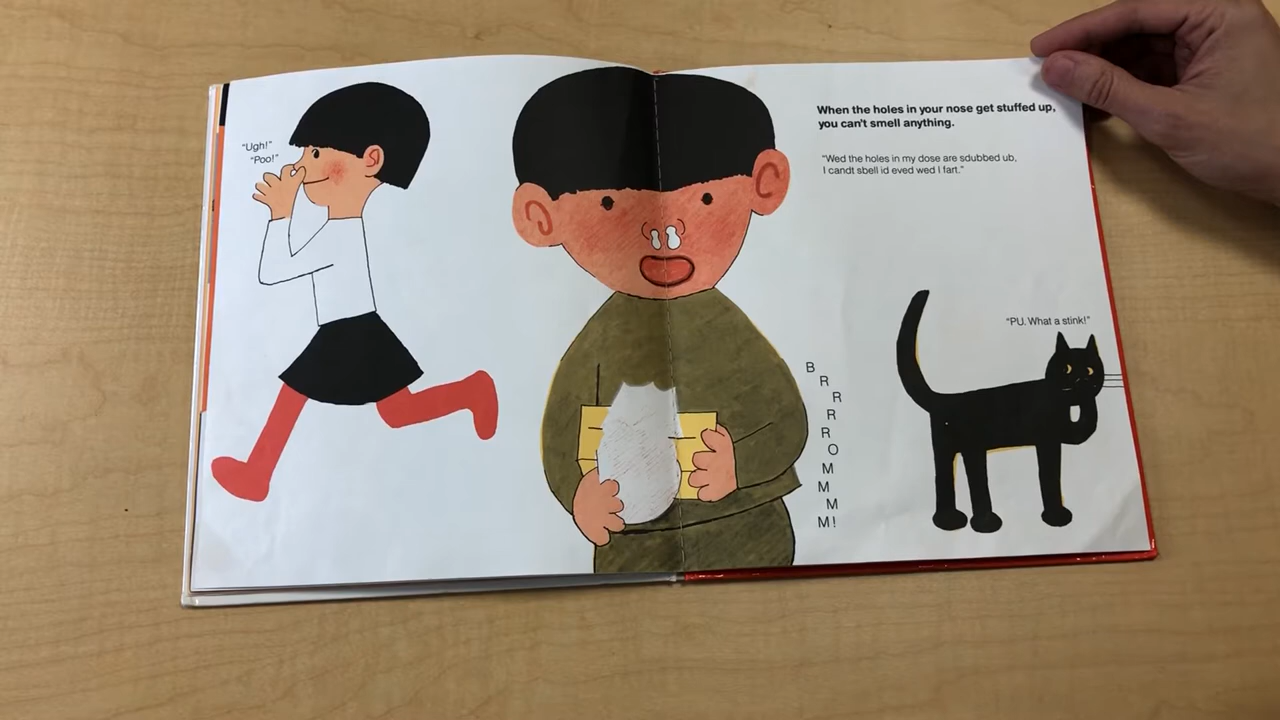 "Ugh!"
"Poo!"
When the holes in your nose get stuffed up,
you can't smell anything.
"Wed the holes in my dose are sdubbed ub,
I candt sbell id eved wed I fart."
"PU. What a stink!"
BRRRROMMMM!